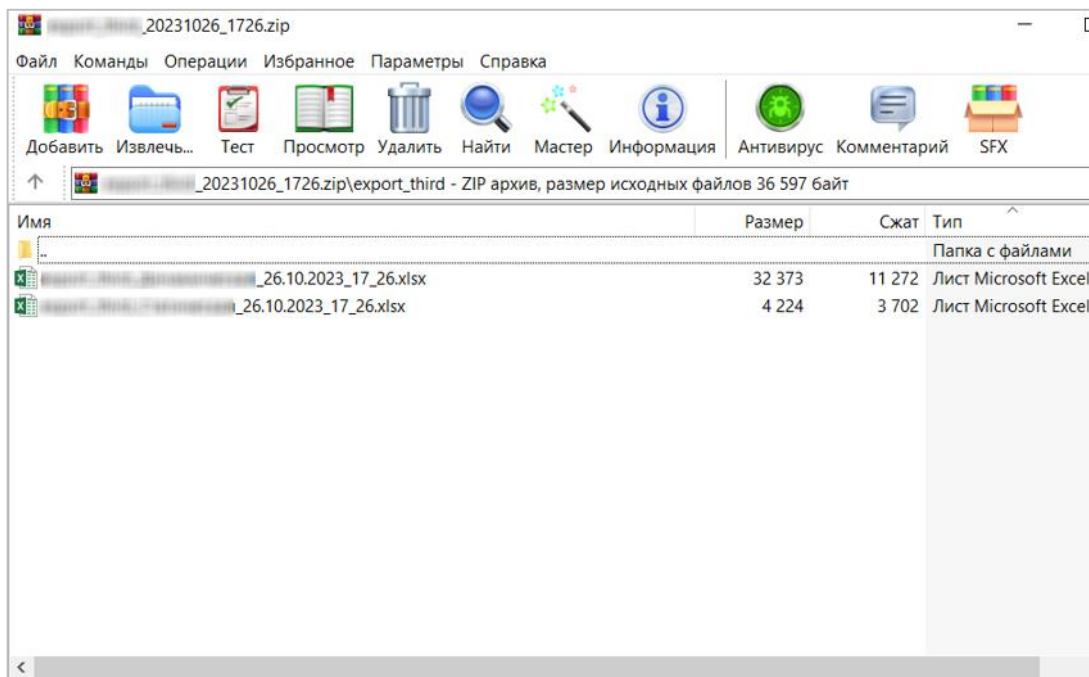 _20231026_1726.zip
Файл Команды Операции Избранное Параметры Справка
Добавить Извлечь... Тест Просмотр Удалить Найти Мастер Информация Антивирус Комментарий SFX
_20231026_1726.zip\export_third - ZIP архив, размер исходных файлов 36 597 байт
Имя Размер Сжат Тип
.. Папка с файлами
_26.10.2023_17_26.xlsx 32 373 11 272 Лист Microsoft Excel
_26.10.2023_17_26.xlsx 4 224 3 702 Лист Microsoft Excel